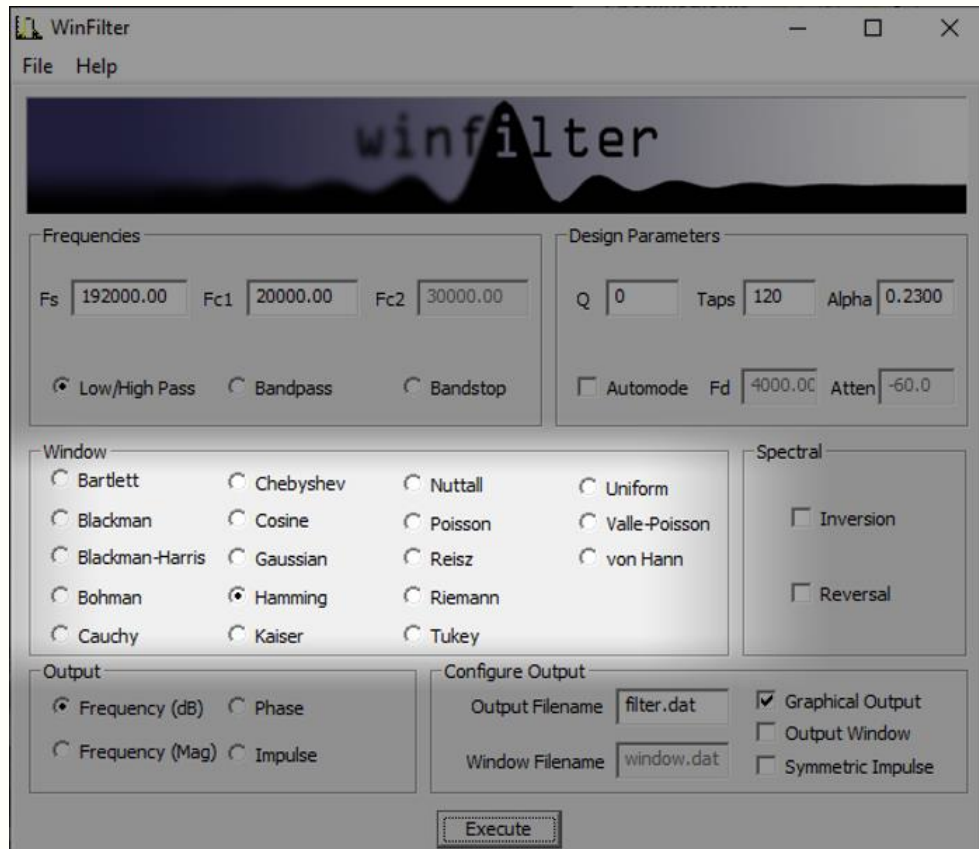 WinFilter
File Help
winfilter
Frequencies
Fs 192000.00 Fc1 20000.00 Fc2 30000.00
Low/High Pass Bandpass Bandstop
Design Parameters
Q 0 Taps 120 Alpha 0.2300
Automode Fd 4000.00 Atten -60.0
Window
Bartlett Chebyshev Nuttall Uniform
Blackman Cosine Poisson Valle-Poisson
Blackman-Harris Gaussian Reisz von Hann
Bohman Hamming Riemann
Cauchy Kaiser Tukey
Spectral
Inversion
Reversal
Output
Frequency (dB) Phase
Frequency (Mag) Impulse
Configure Output
Output Filename filter.dat Graphical Output
Output Window
Window Filename window.dat Symmetric Impulse
Execute